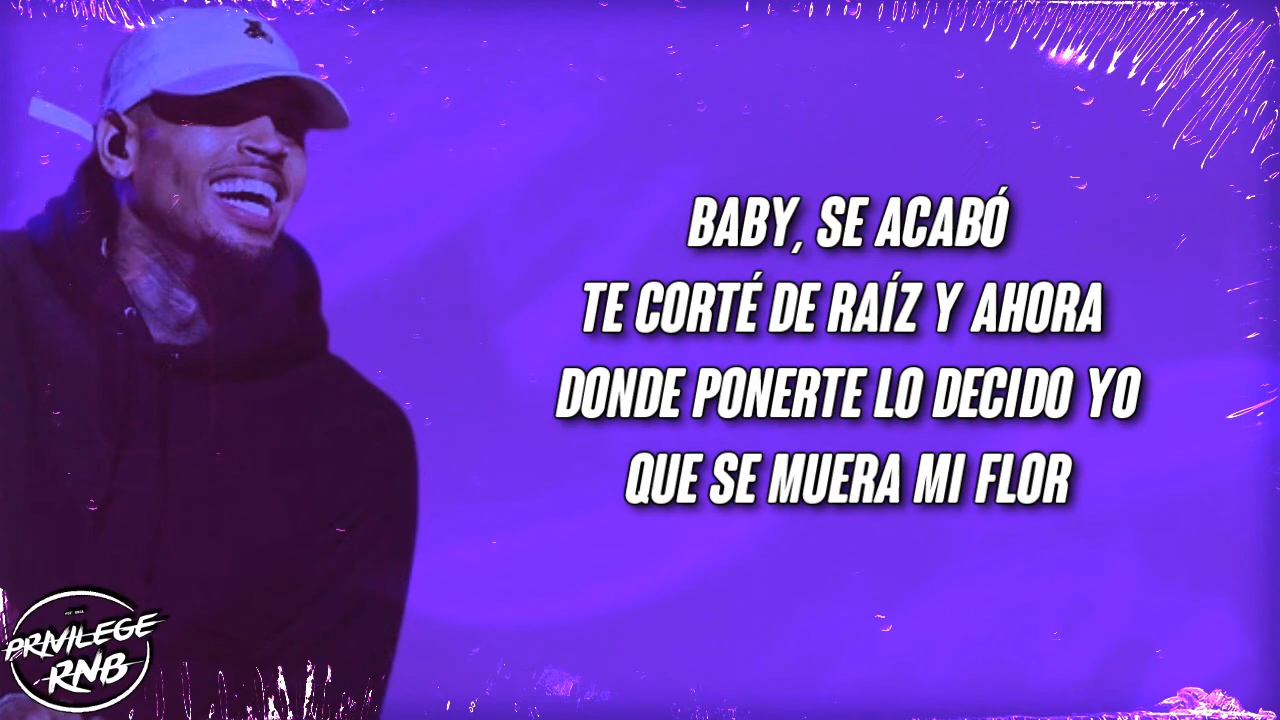 BABY, SE ACABÓ
TE CORTÉ DE RAÍZ Y AHORA
DONDE PONERTE LO DECIDO YO
QUE SE MUERA MI FLOR
PRIVILEGE
RNB